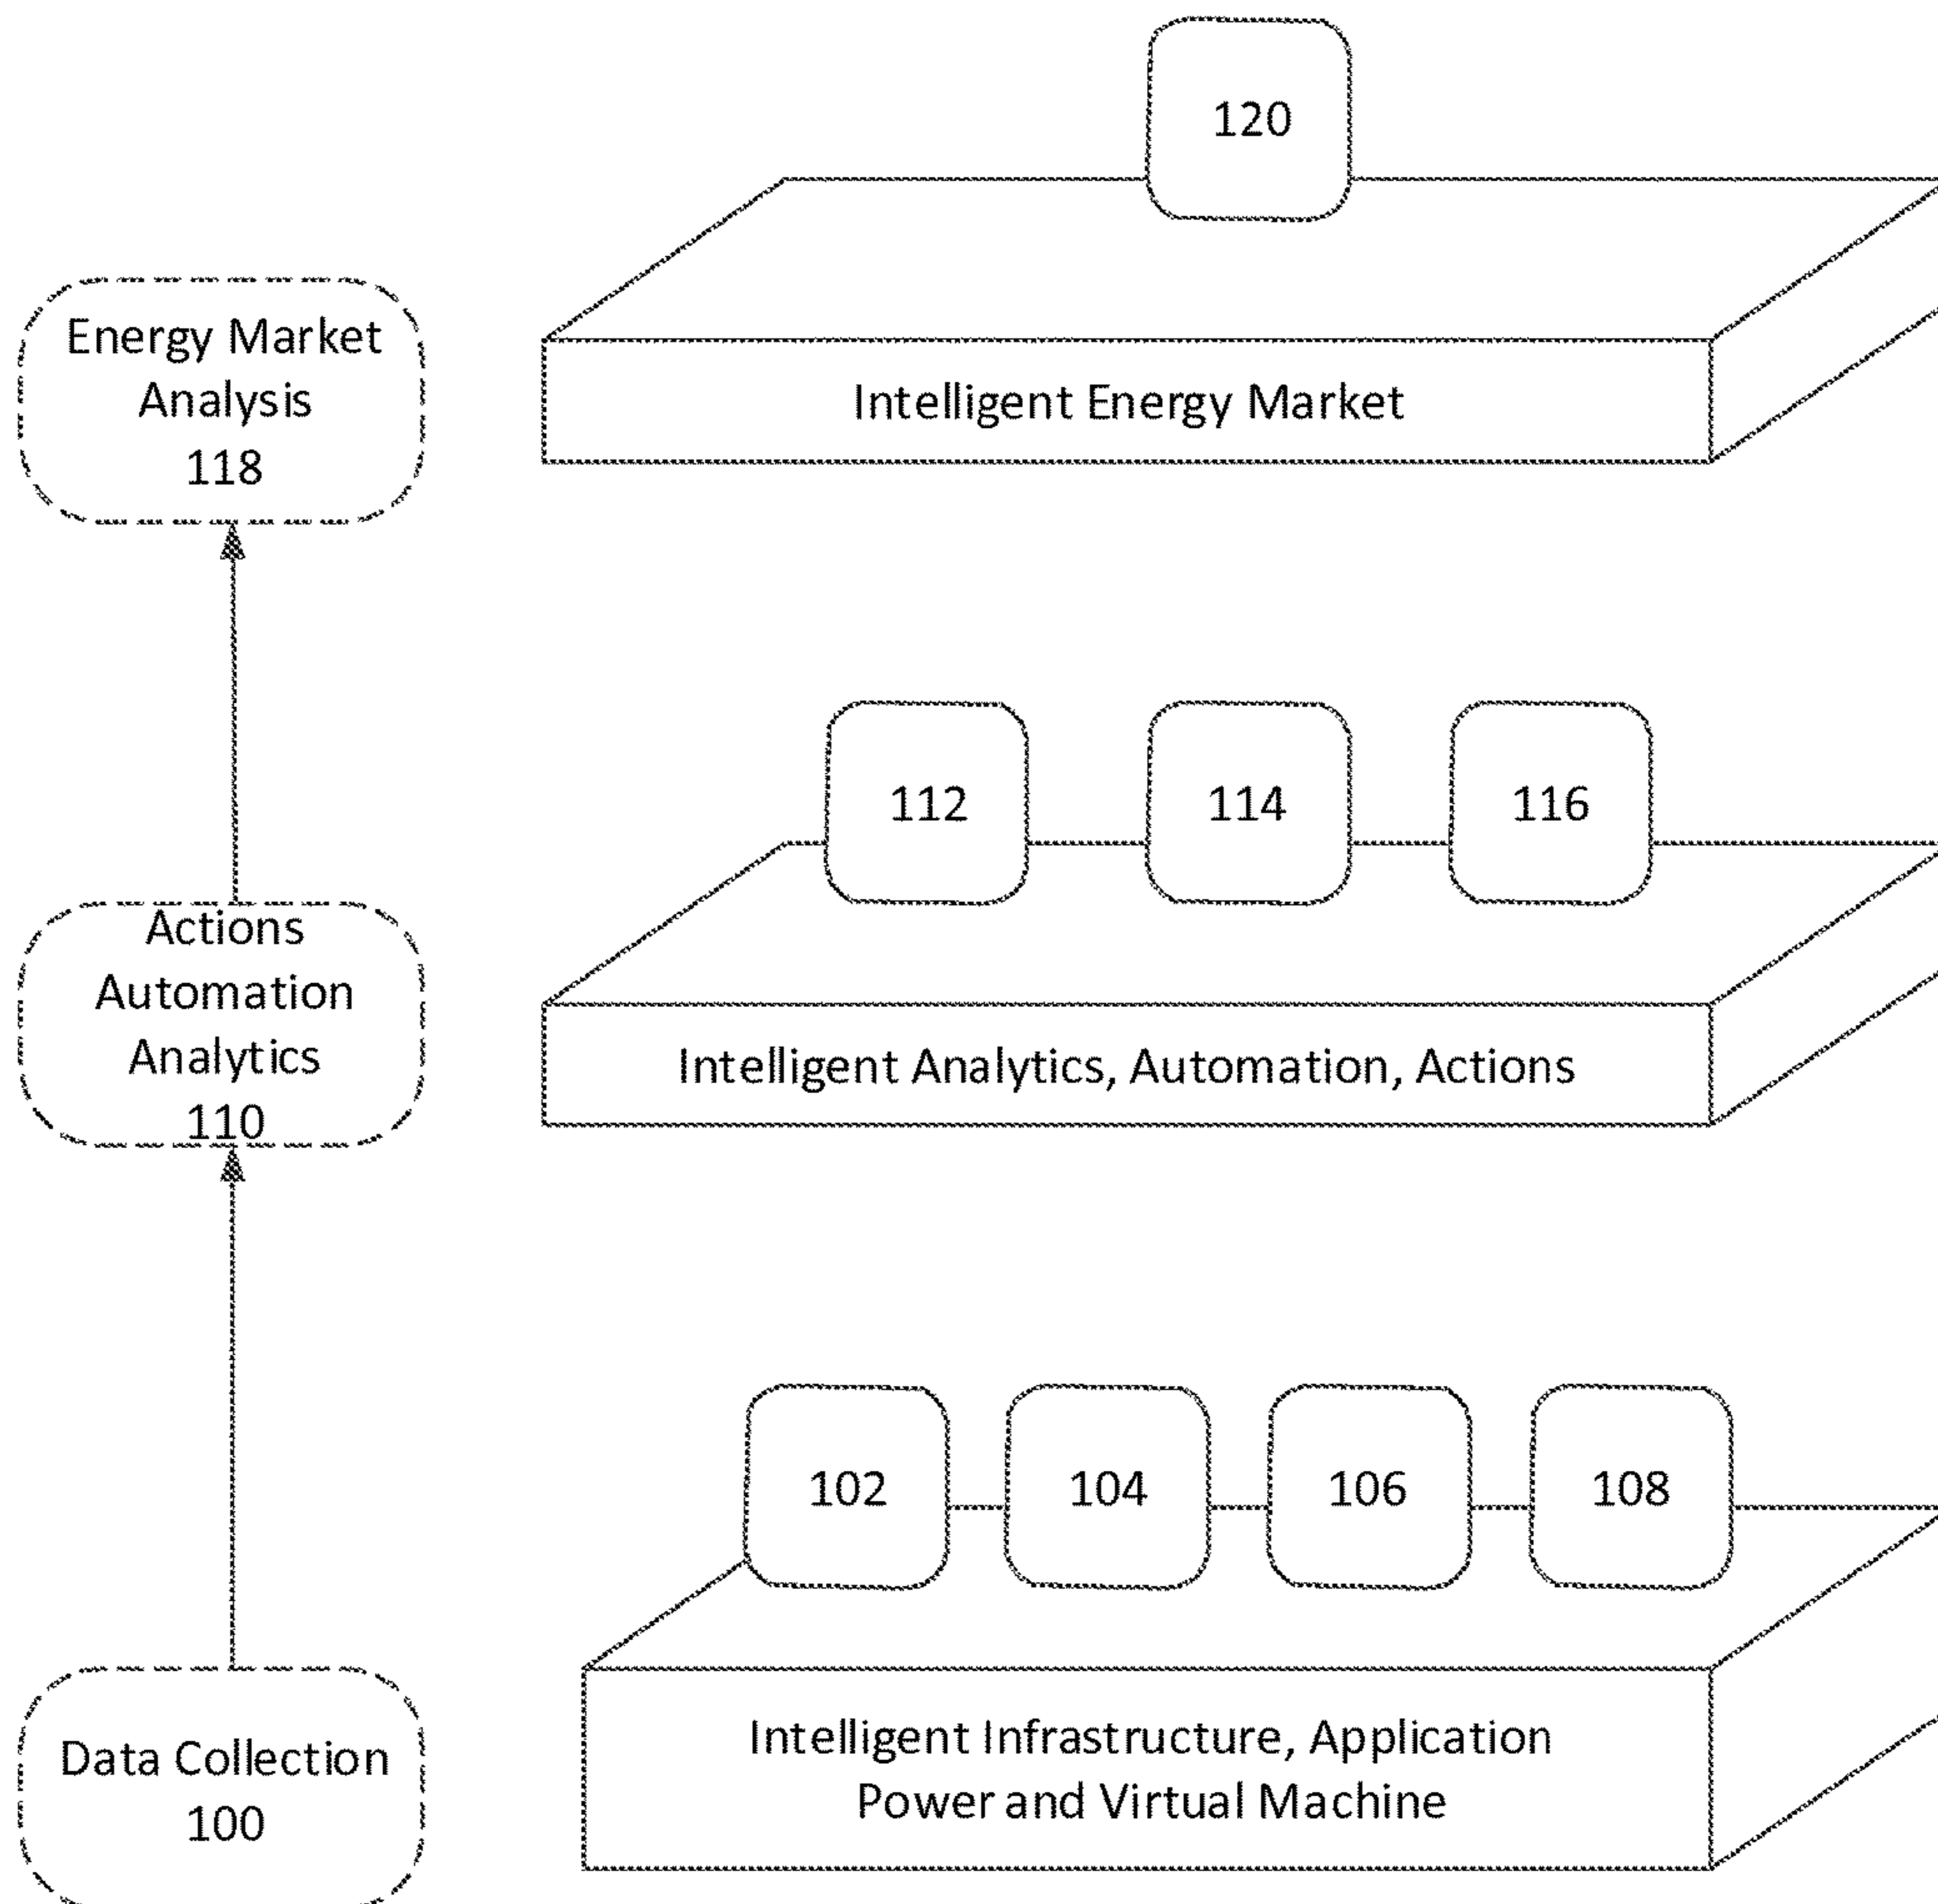 120
Energy Market
Analysis
118
Intelligent Energy Market
112
114
116
Actions
Automation
Analytics
110
Intelligent Analytics, Automation, Actions
102
104
106
108
Data Collection
100
Intelligent Infrastructure, Application
Power and Virtual Machine